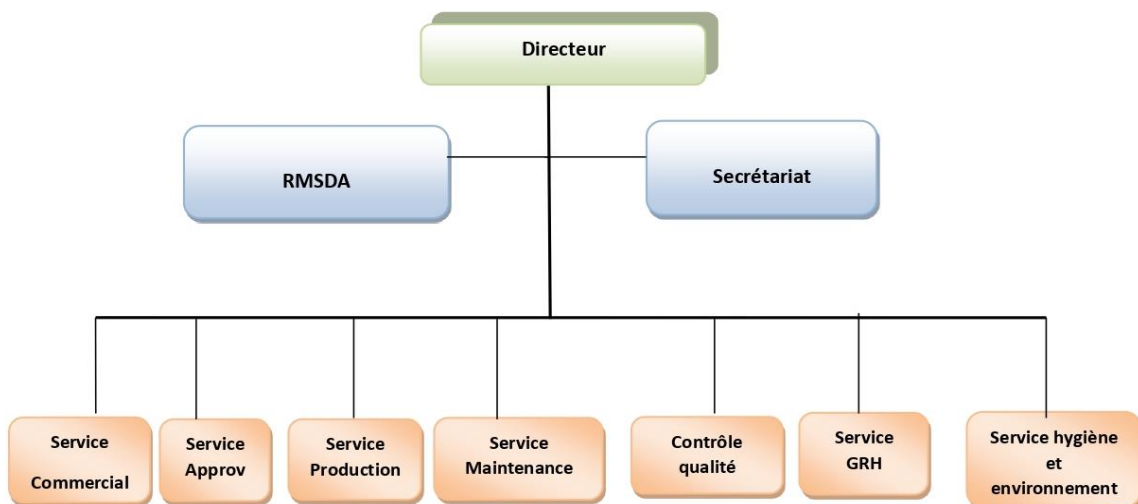 Directeur
RMSDA
Secrétariat
Service
Commercial
Service
Approv
Service
Production
Service
Maintenance
Contrôle
qualité
Service
GRH
Service hygiène
et
environnement